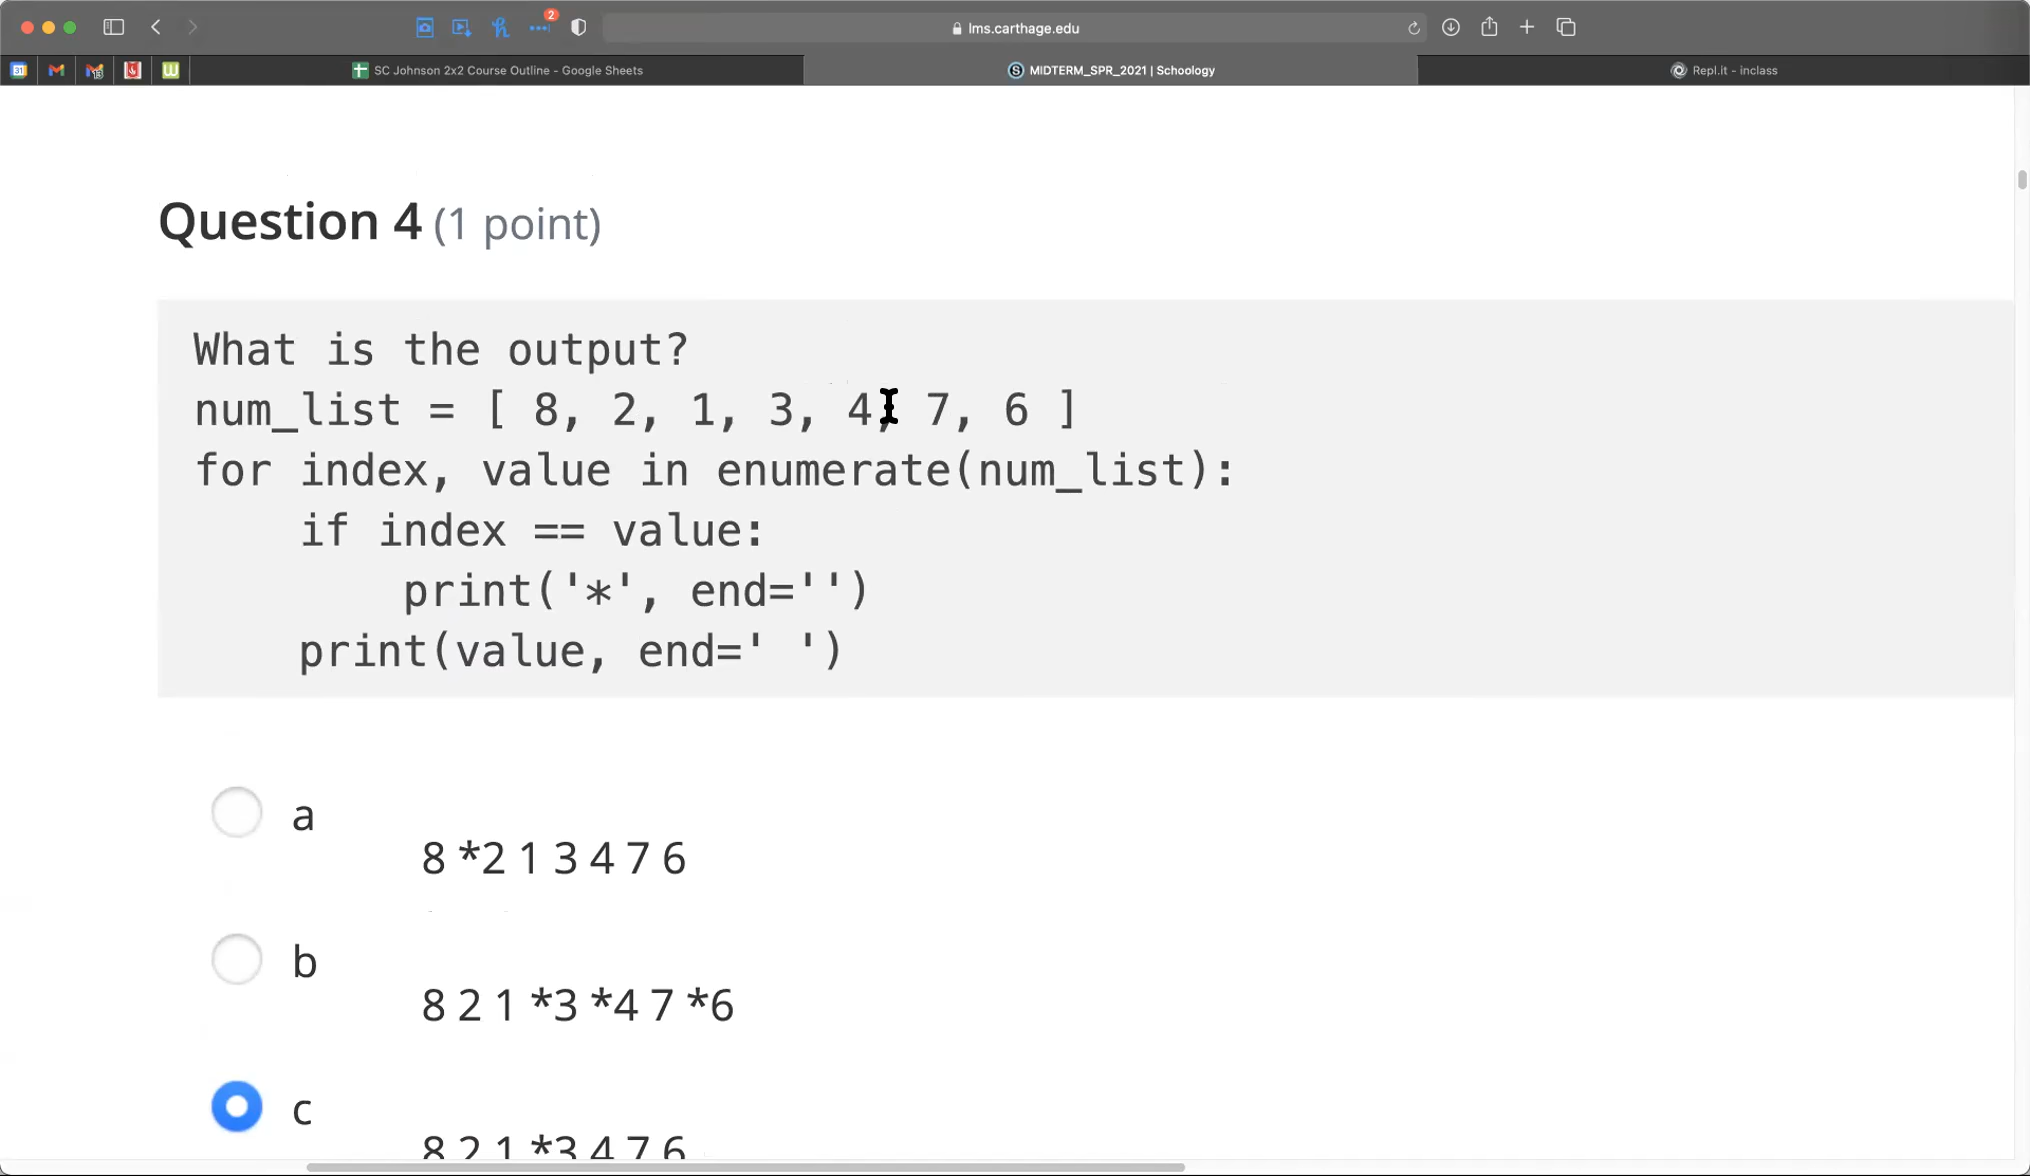 lms.carthage.edu
2
31
SC Johnson 2x2 Course Outline - Google Sheets
MIDTERM_SPR_2021 | Schoology
Repl.it - inclass
Question 4 (1 point)
What is the output?
num_list = [ 8, 2, 1, 3, 4, 7, 6 ]
for index, value in enumerate(num_list):
    if index == value:
        print('*', end='')
    print(value, end=' ')
a
8 *2 1 3 4 7 6
b
8 2 1 *3 *4 7 *6
c
8 2 1 *3 4 7 6